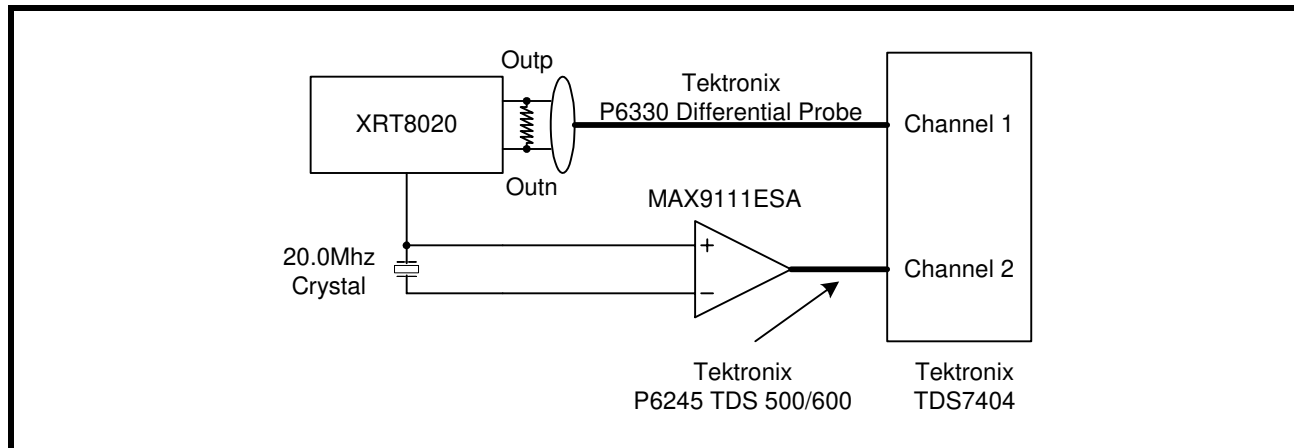 Outp
XRT8020
Outn
Tektronix
P6330 Differential Probe
Channel 1
MAX9111ESA
20.0Mhz
Crystal
+
−
Channel 2
Tektronix
P6245 TDS 500/600
Tektronix
TDS7404